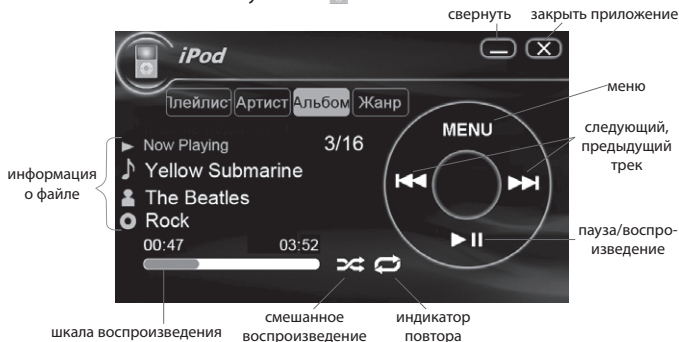 свернуть закрыть приложение
iPod
меню
Плейлист Артист Альбом Жанр
MENU
следующий,
предыдущий
трек
Now Playing 3/16
Yellow Submarine
The Beatles
Rock
информация
о файле
00:47 03:52
пауза/воспро-
изведение
шкала воспроизведения
смешанное
воспроизведение
индикатор
повтора